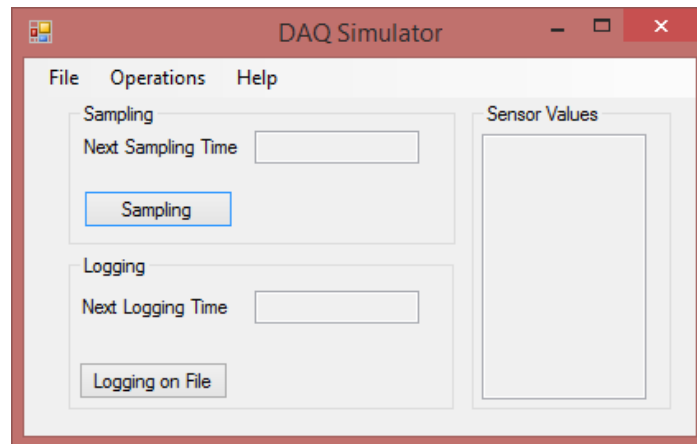 DAQ Simulator
File Operations Help
Sampling
Next Sampling Time
Sampling
Logging
Next Logging Time
Logging on File
Sensor Values